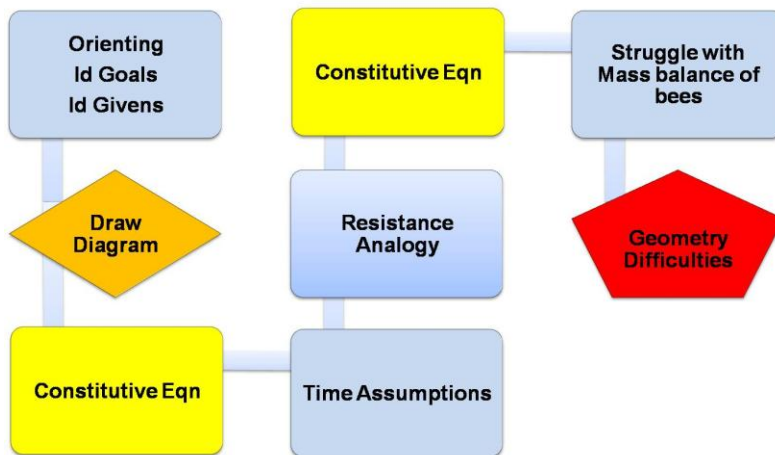 Orienting
Id Goals
Id Givens
Draw
Diagram
Constitutive Eqn
Time Assumptions
Resistance
Analogy
Constitutive Eqn
Struggle with
Mass balance of
bees
Geometry
Difficulties